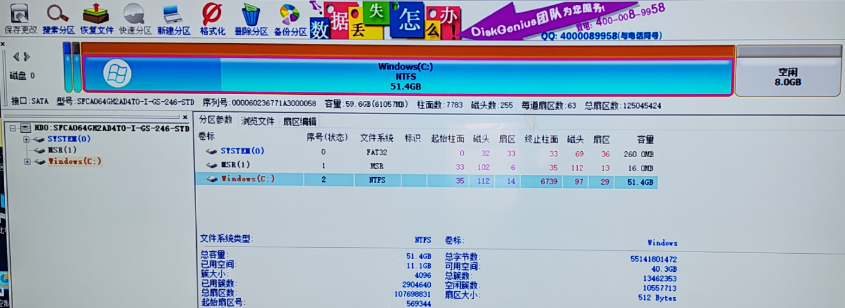 保存更改 搜索分区 恢复文件 快速分区 新建分区 格式化 删除分区 备份分区
数据丢失怎么办
DiskGenius团队为您服务!
致电: 400-008-9958
QQ: 4000089958(与电话同号)
磁盘 0
Windows(C:)
NTFS
51.4GB
空闲
8.0GB
接口:SATA 型号:SFCA064GH2AD4TO-I-GS-246-STD 序列号:000060236771A3000058 容量:59.6GB(61057MB) 柱面数:7783 磁头数:255 每道扇区数:63 总扇区数:125045424
HD0:SFCA064GH2AD4TO-I-GS-246-STD
SYSTEM(0)
MSR(1)
Windows(C:)
分区参数 浏览文件 扇区编辑
卷标 序号(状态) 文件系统 标识 起始柱面 磁头 扇区 终止柱面 磁头 扇区 容量
SYSTEM(0) 0 FAT32 0 32 33 33 69 36 260.0MB
MSR(1) 1 MSR 33 102 6 35 112 13 16.0MB
Windows(C:) 2 NTFS 35 112 14 6739 97 29 51.4GB
文件系统类型: NTFS 卷标: Windows
总容量: 51.4GB 总字节数: 55141801472
已用空间: 11.1GB 可用空间: 40.3GB
簇大小: 4096 总簇数: 13462353
已用簇数: 2904640 空闲簇数: 10557713
总扇区数: 107698831 扇区大小: 512 Bytes
起始扇区号: 569344